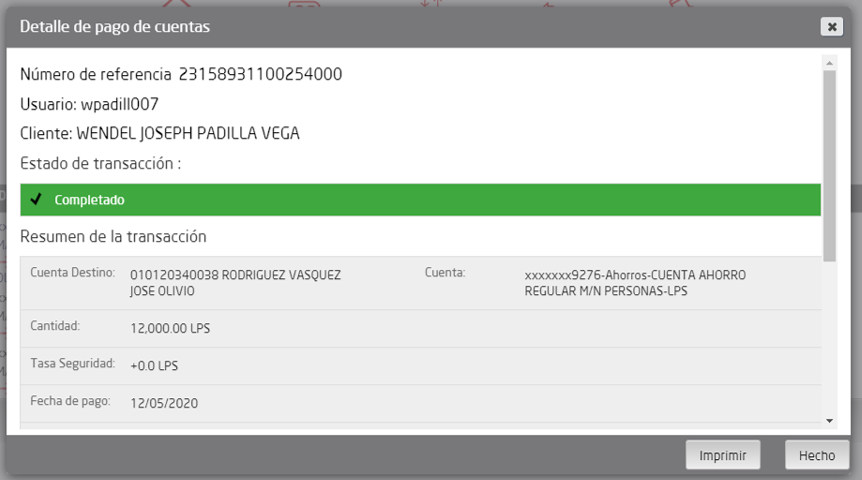 Detalle de pago de cuentas
Número de referencia 23158931100254000
Usuario: wpadill007
Cliente: WENDEL JOSEPH PADILLA VEGA
Estado de transacción :
Completado
Resumen de la transacción
Cuenta Destino: 010120340038 RODRIGUEZ VASQUEZ
JOSE OLIVIO
Cuenta: xxxxxxx9276-Ahorros-CUENTA AHORRO
REGULAR M/N PERSONAS-LPS
Cantidad: 12,000.00 LPS
Tasa Seguridad: +0.0 LPS
Fecha de pago: 12/05/2020
Imprimir
Hecho